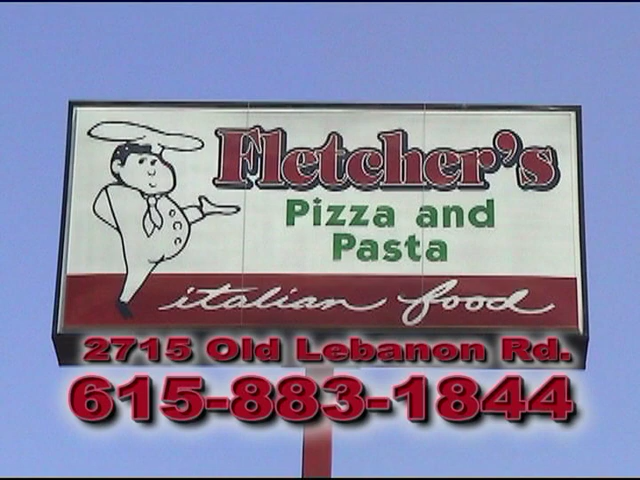 Fletcher's
Pizza and
Pasta
italian food
2715 Old Lebanon Rd.
615-883-1844